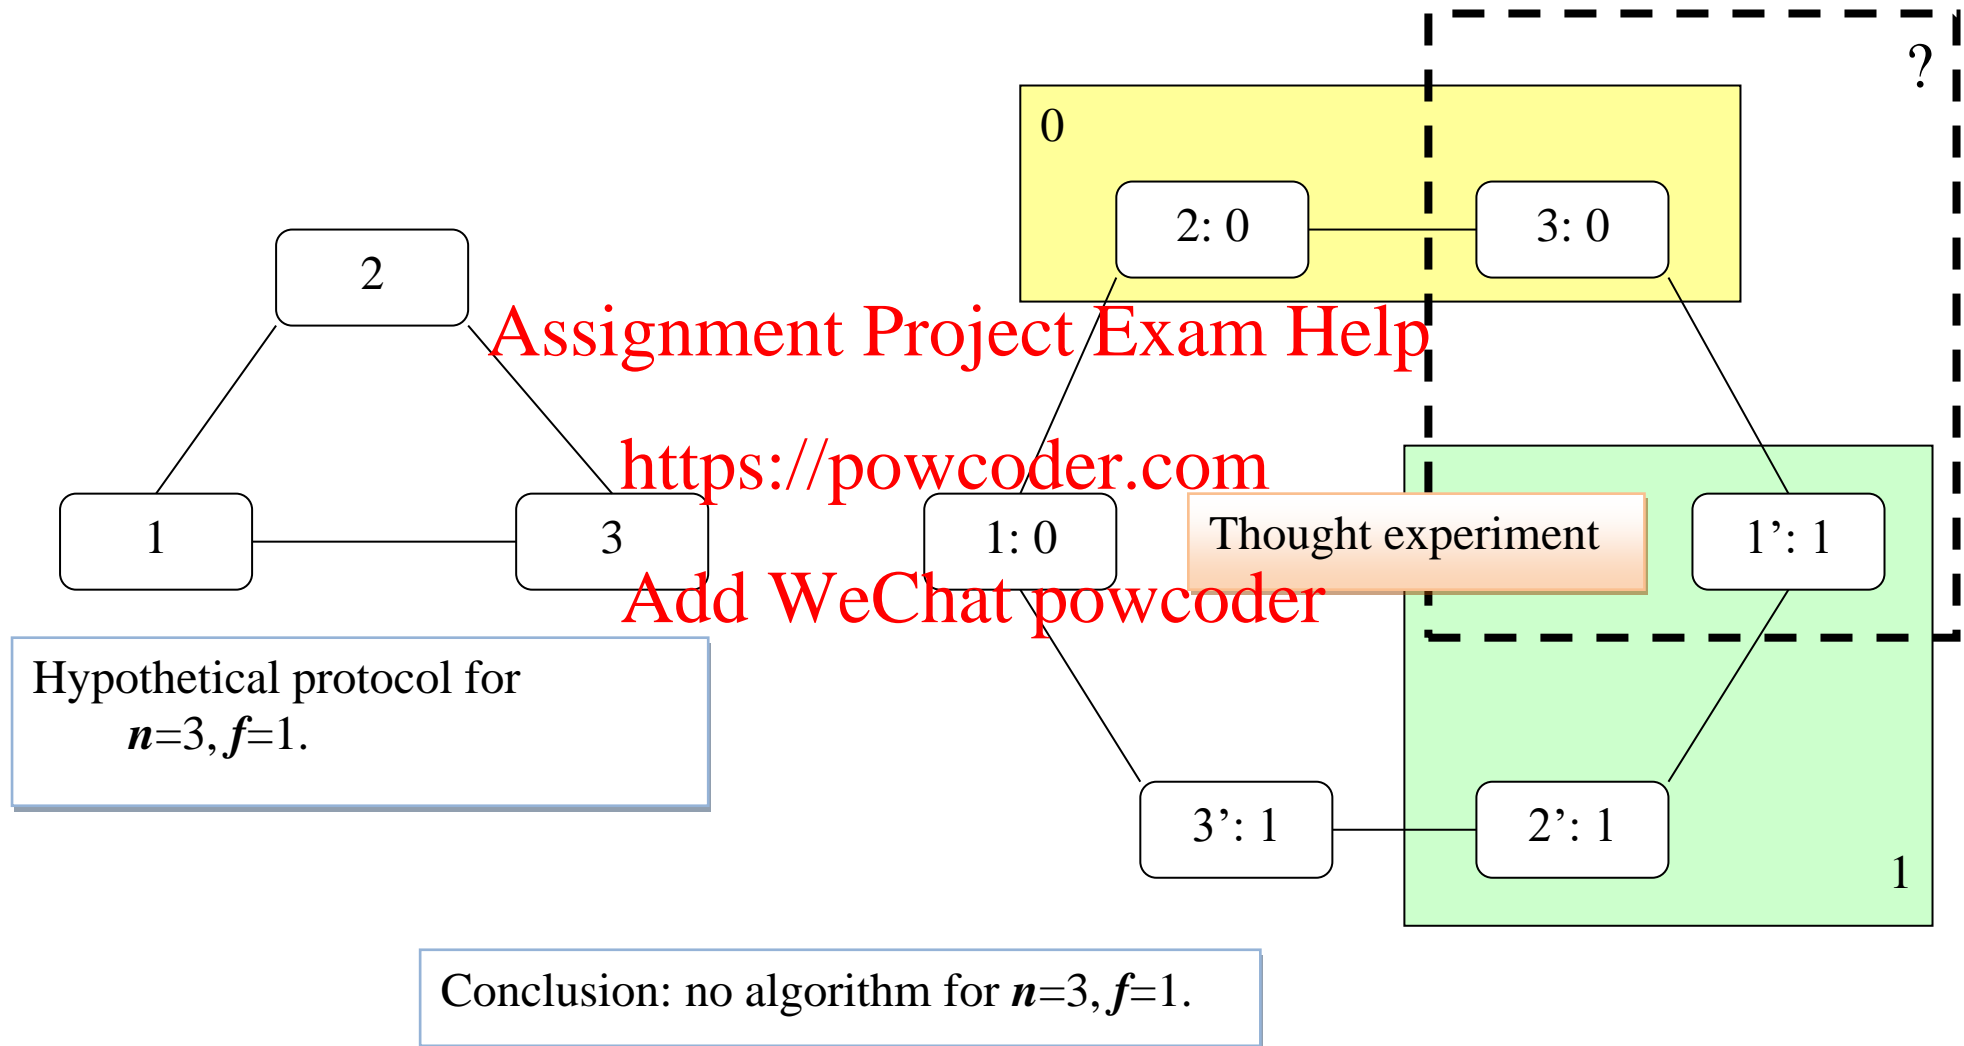 ?
0
2: 0
3: 0
2
Assignment Project Exam Help
https://powcoder.com
1
3
1: 0
Thought experiment
1’: 1
Add WeChat powcoder
Hypothetical protocol for
n=3, f=1.
3’: 1
2’: 1
1
Conclusion: no algorithm for n=3, f=1.